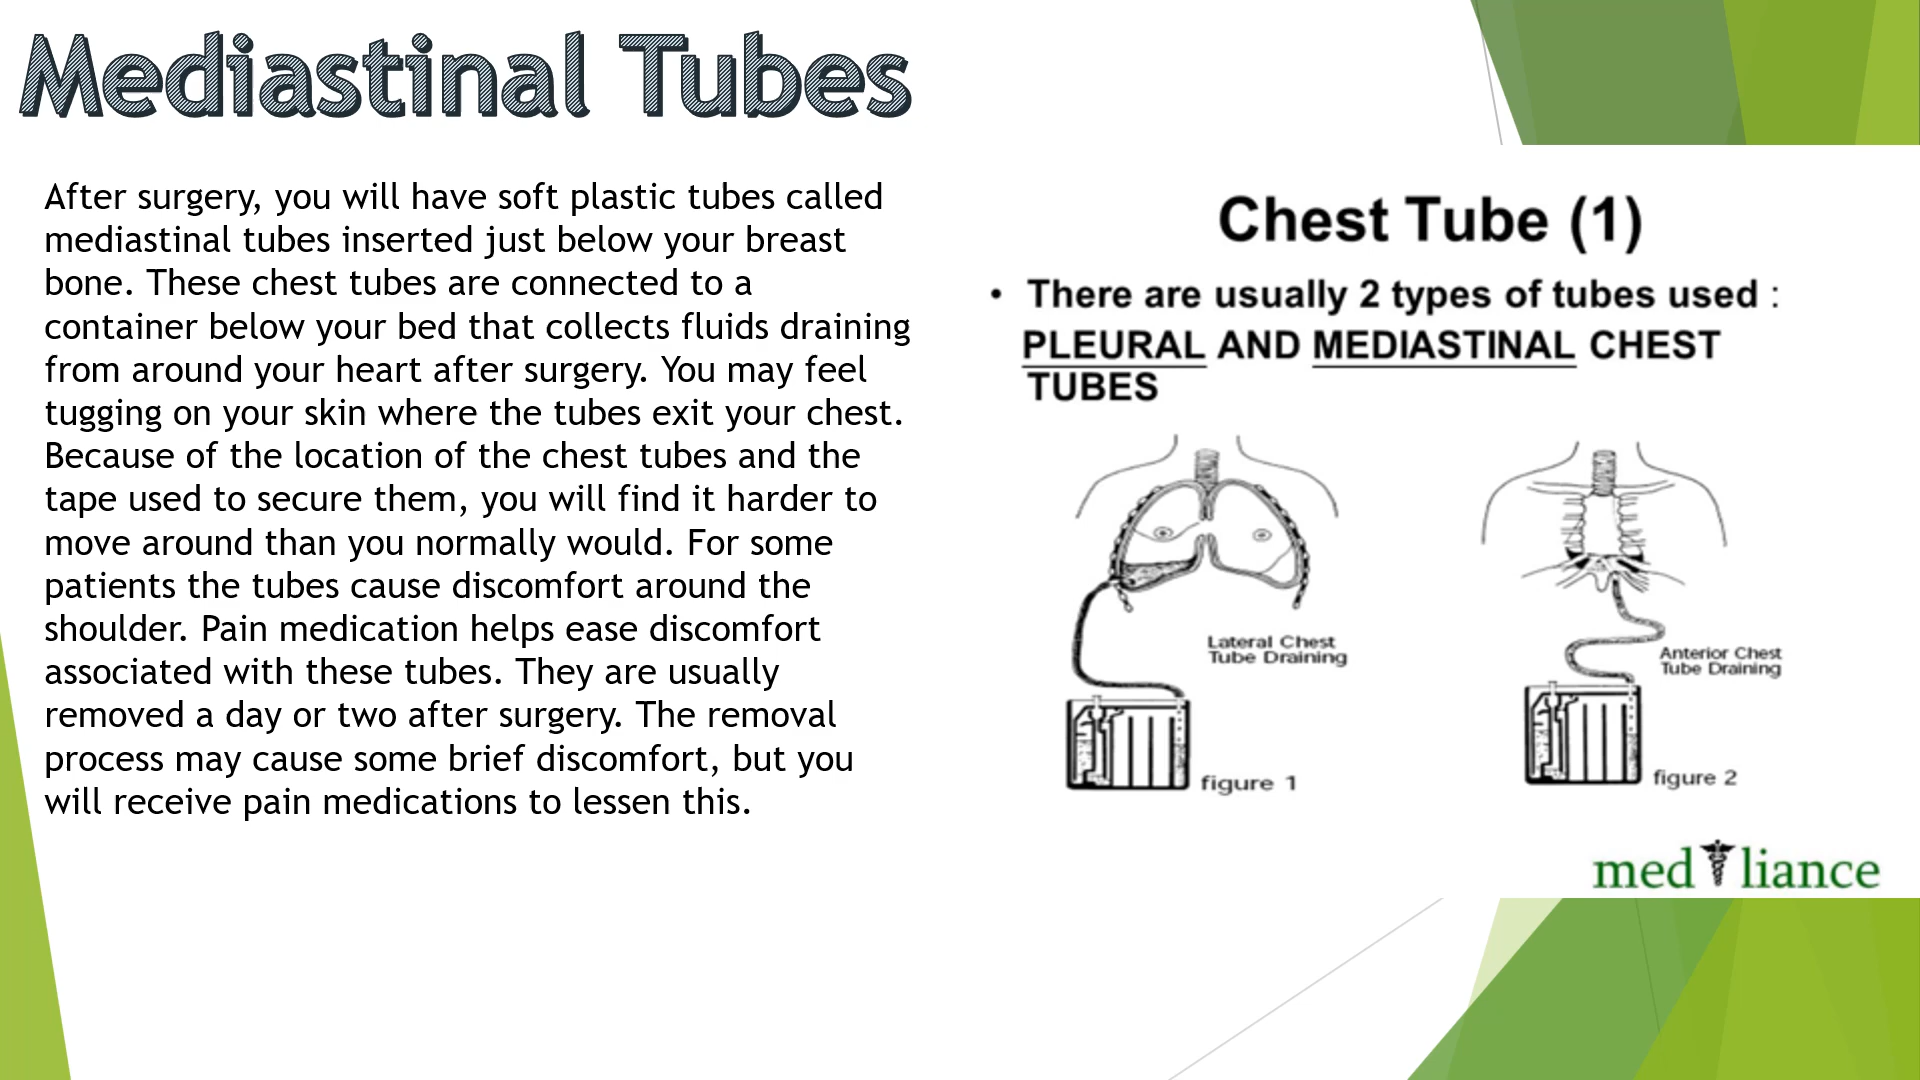 Mediastinal Tubes
After surgery, you will have soft plastic tubes called
mediastinal tubes inserted just below your breast
bone. These chest tubes are connected to a
container below your bed that collects fluids draining
from around your heart after surgery. You may feel
tugging on your skin where the tubes exit your chest.
Because of the location of the chest tubes and the
tape used to secure them, you will find it harder to
move around than you normally would. For some
patients the tubes cause discomfort around the
shoulder. Pain medication helps ease discomfort
associated with these tubes. They are usually
removed a day or two after surgery. The removal
process may cause some brief discomfort, but you
will receive pain medications to lessen this.
Chest Tube (1)
• There are usually 2 types of tubes used :
PLEURAL AND MEDIASTINAL CHEST
TUBES
Lateral Chest
Tube Draining
figure 1
Anterior Chest
Tube Draining
figure 2
med liance